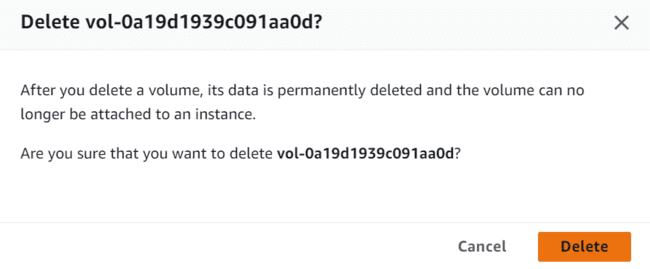 Delete vol-0a19d1939c091aa0d?
After you delete a volume, its data is permanently deleted and the volume can no
longer be attached to an instance.
Are you sure that you want to delete vol-0a19d1939c091aa0d?
Cancel
Delete